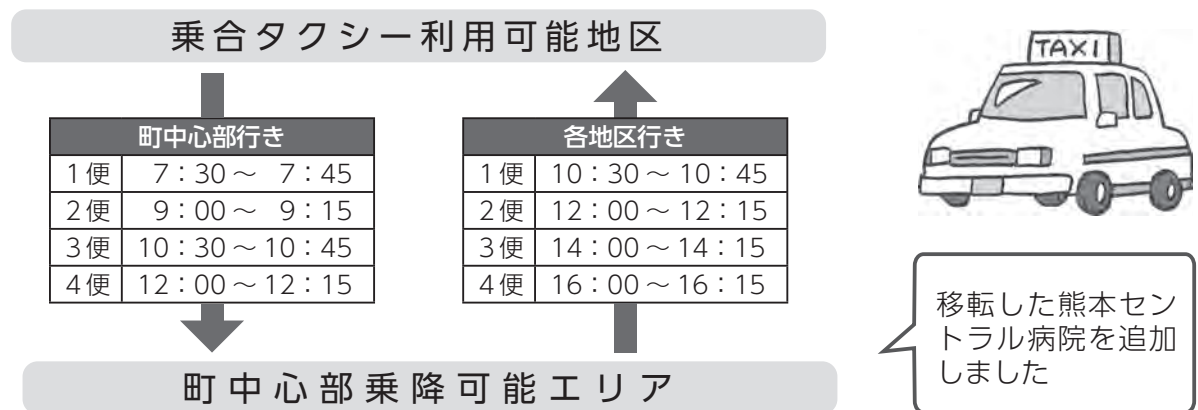 乗合タクシー利用可能地区
町中心部行き
1便 7:30～ 7:45
2便 9:00～ 9:15
3便 10:30～10:45
4便 12:00～12:15
各地区行き
1便 10:30～10:45
2便 12:00～12:15
3便 14:00～14:15
4便 16:00～16:15
町中心部乗降可能エリア
TAXI
移転した熊本セン
トラル病院を追加
しました